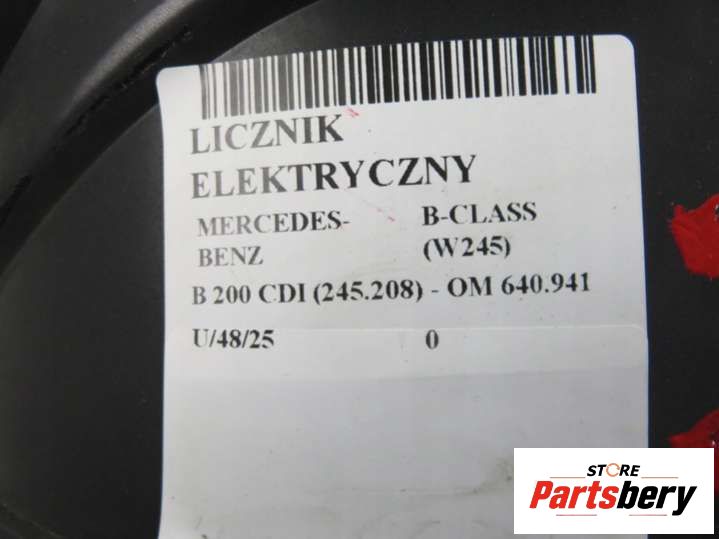 LICZNIK
ELEKTRYCZNY
MERCEDES- B-CLASS
BENZ (W245)
B 200 CDI (245.208) - OM 640.941
U/48/25 0
STORE
Partsbery